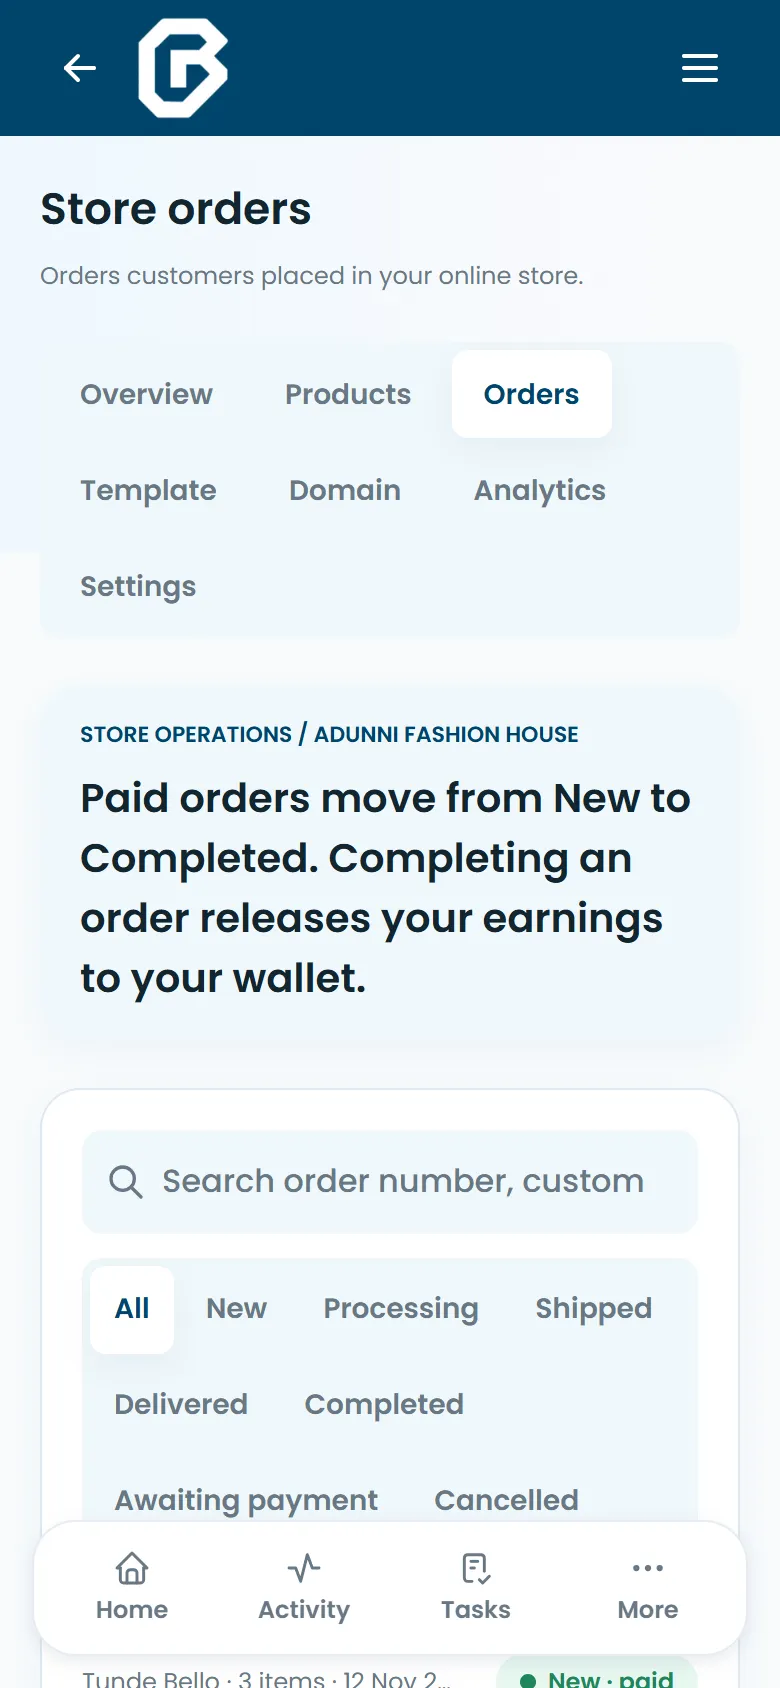 Store orders
Orders customers placed in your online store.
Overview Products Orders
Template Domain Analytics
Settings
STORE OPERATIONS / ADUNNI FASHION HOUSE
Paid orders move from New to
Completed. Completing an
order releases your earnings
to your wallet.
Search order number, custom
All New Processing Shipped
Delivered Completed
Awaiting payment Cancelled
Home Activity Tasks More
Tunde Bello · 3 items · 12 Nov 2… New · paid